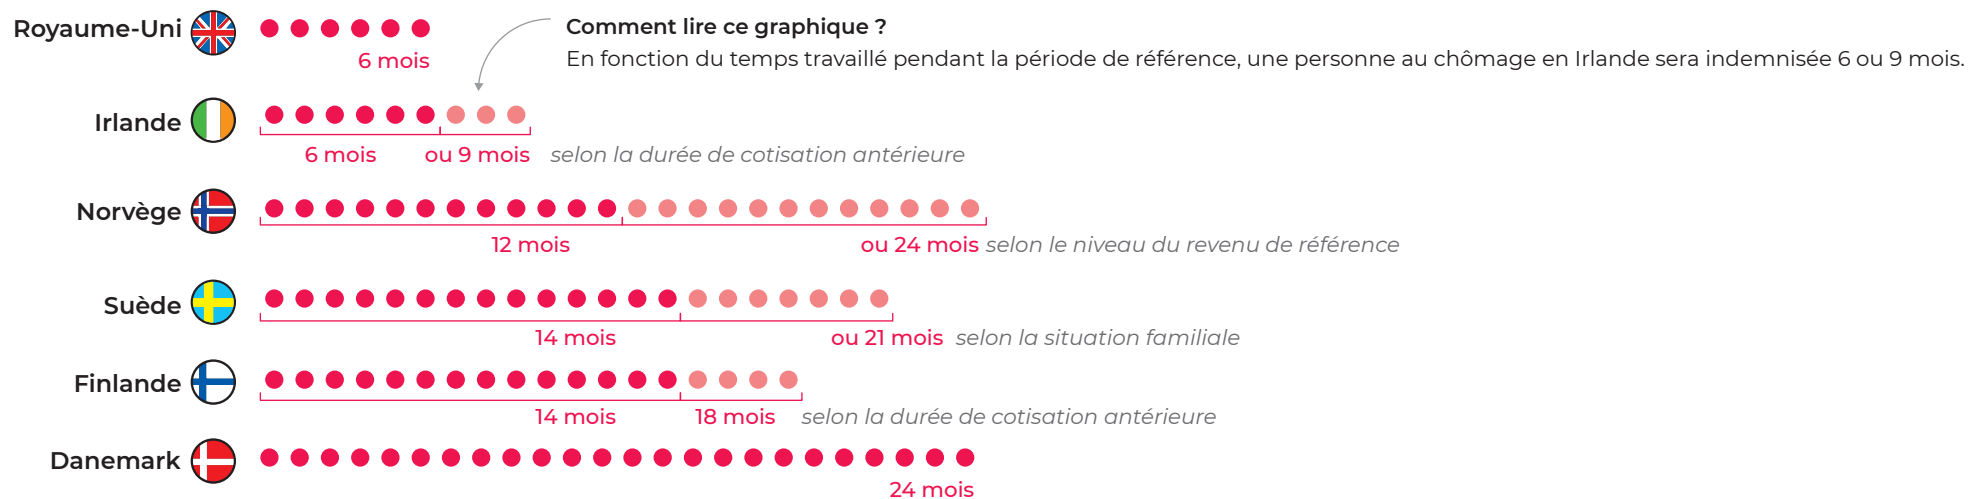 Royaume-Uni
6 mois
Comment lire ce graphique ?
En fonction du temps travaillé pendant la période de référence, une personne au chômage en Irlande sera indemnisée 6 ou 9 mois.
Irlande
6 mois ou 9 mois selon la durée de cotisation antérieure
Norvège
12 mois ou 24 mois selon le niveau du revenu de référence
Suède
14 mois ou 21 mois selon la situation familiale
Finlande
14 mois 18 mois selon la durée de cotisation antérieure
Danemark
24 mois